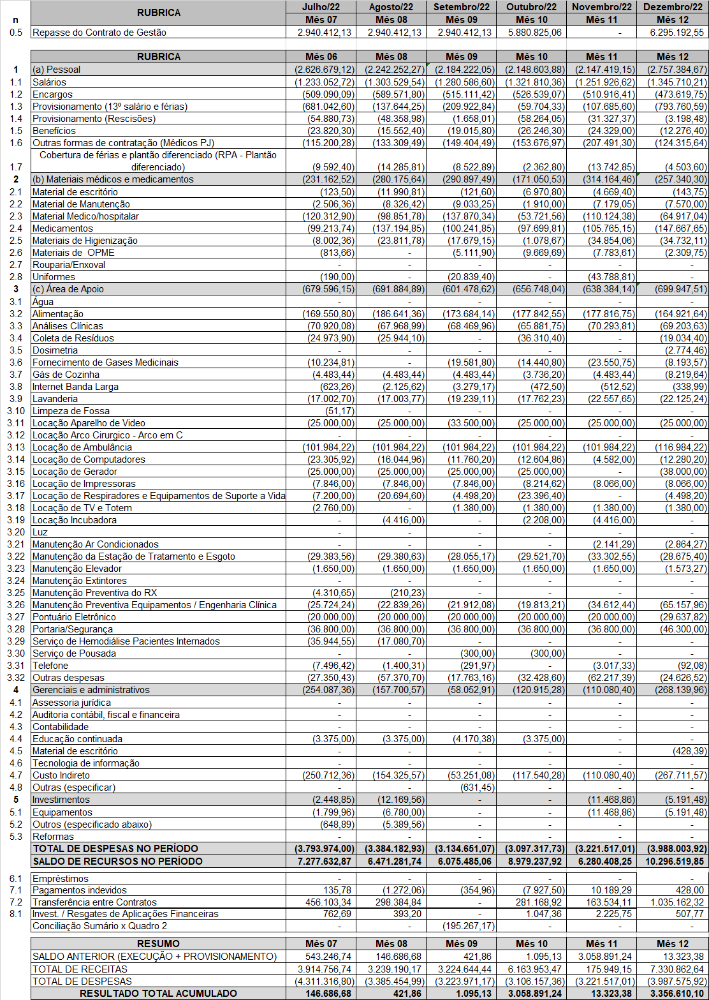 RUBRICA Julho/22 Agosto/22 Setembro/22 Outubro/22 Novembro/22 Dezembro/22
n Mês 07 Mês 08 Mês 09 Mês 10 Mês 11 Mês 12
0.5 Repasse do Contrato de Gestão 2.940.412,13 2.940.412,13 2.940.412,13 5.880.825,06 - 6.295.192,55
RUBRICA Mês 06 Mês 08 Mês 09 Mês 10 Mês 11 Mês 12
1 (a) Pessoal (2.626.679,12) (2.242.252,27) (2.184.222,05) (2.148.603,88) (2.147.419,15) (2.757.384,67)
1.1 Salários (1.233.052,72) (1.303.529,54) (1.280.586,60) (1.321.810,36) (1.251.926,62) (1.345.710,21)
1.2 Encargos (509.090,09) (589.571,80) (515.111,42) (526.539,07) (510.916,41) (473.619,75)
1.3 Provisionamento (13º salário e férias) (681.042,60) (137.644,25) (209.922,84) (59.704,33) (107.685,60) (793.760,59)
1.4 Provisionamento (Rescisões) (54.880,73) (48.358,98) (1.658,01) (58.264,05) (31.327,37) (3.198,48)
1.5 Benefícios (23.820,30) (15.552,40) (19.015,80) (26.246,30) (24.329,00) (12.276,40)
1.6 Outras formas de contratação (Médicos PJ) (115.200,28) (133.309,49) (149.404,49) (153.676,97) (207.491,30) (124.315,64)
Cobertura de férias e plantão diferenciado (RPA - Plantão
1.7 diferenciado) (9.592,40) (14.285,81) (8.522,89) (2.362,80) (13.742,85) (4.503,60)
2 (b) Materiais médicos e medicamentos (231.162,52) (280.175,64) (290.897,49) (171.050,53) (314.164,46) (257.340,30)
2.1 Material de escritório (123,50) (11.990,81) (121,60) (6.970,80) (4.669,40) (143,75)
2.2 Material de Manutenção (2.506,36) (8.326,42) (9.033,25) (1.910,00) (7.179,05) (7.570,00)
2.3 Material Medico/hospitalar (120.312,90) (98.851,78) (137.870,34) (53.721,56) (110.124,38) (64.917,04)
2.4 Medicamentos (99.213,74) (137.194,85) (100.241,85) (97.699,81) (105.765,15) (147.667,65)
2.5 Materiais de Higienização (8.002,36) (23.811,78) (17.679,15) (1.078,67) (34.854,06) (34.732,11)
2.6 Materiais de  OPME (813,66) - (5.111,90) (9.669,69) (7.783,61) (2.309,75)
2.7 Rouparia/Enxoval - - - - - -
2.8 Uniformes (190,00) - (20.839,40) - (43.788,81) -
3 (c) Área de Apoio (679.596,15) (691.884,89) (601.478,62) (656.748,04) (638.384,14) (699.947,51)
3.1 Água - - - - - -
3.2 Alimentação (169.550,80) (186.641,36) (173.684,14) (177.842,55) (177.816,75) (164.921,64)
3.3 Análises Clínicas (70.920,08) (67.968,99) (68.469,96) (65.881,75) (70.293,81) (69.203,63)
3.4 Coleta de Resíduos (24.973,90) (25.944,10) - (36.310,40) - (19.034,40)
3.5 Dosimetria - - - - - (2.774,46)
3.6 Fornecimento de Gases Medicinais (10.234,81) - (19.581,80) (14.440,80) (23.550,75) (8.193,57)
3.7 Gás de Cozinha (4.483,44) (4.483,44) (4.483,44) (3.736,20) (4.483,44) (8.219,64)
3.8 Internet Banda Larga (623,26) (2.125,62) (3.279,17) (472,50) (512,52) (338,99)
3.9 Lavanderia (17.002,70) (17.003,77) (19.239,11) (17.762,23) (22.557,65) (22.125,24)
3.10 Limpeza de Fossa (51,17) - - - - -
3.11 Locação Aparelho de Video (25.000,00) (25.000,00) (33.500,00) (25.000,00) (25.000,00) (25.000,00)
3.12 Locação Arco Cirurgico - Arco em C - - - - - -
3.13 Locação de Ambulância (101.984,22) (101.984,22) (101.984,22) (101.984,22) (101.984,22) (116.984,22)
3.14 Locação de Computadores (23.305,92) (16.044,96) (11.760,20) (12.604,86) (4.582,00) (12.280,20)
3.15 Locação de Gerador (25.000,00) (25.000,00) (25.000,00) (25.000,00) - (38.000,00)
3.16 Locação de Impressoras (7.846,00) (7.846,00) (7.846,00) (8.214,62) (8.066,00) (8.066,00)
3.17 Locação de Respiradores e Equipamentos de Suporte a Vida (7.200,00) (20.694,60) (4.498,20) (23.396,40) - (4.498,20)
3.18 Locação de TV e Totem (2.760,00) - (1.380,00) (1.380,00) (1.380,00) (1.380,00)
3.19 Locação Incubadora - (4.416,00) - (2.208,00) (4.416,00) -
3.20 Luz - - - - - -
3.21 Manutenção Ar Condicionados - - - - (2.141,29) (2.864,27)
3.22 Manutenção da Estação de Tratamento e Esgoto (29.383,56) (29.380,63) (28.055,17) (29.521,70) (33.302,55) (28.675,40)
3.23 Manutenção Elevador (1.650,00) (1.650,00) (1.650,00) (1.650,00) (1.650,00) (1.573,27)
3.24 Manutenção Extintores - - - - - -
3.25 Manutenção Preventiva do RX (4.310,65) (210,23) - - - -
3.26 Manutenção Preventiva Equipamentos / Engenharia Clínica (25.724,24) (22.839,26) (21.912,08) (19.813,21) (34.612,44) (65.157,96)
3.27 Pontuário Eletrônico (20.000,00) (20.000,00) (20.000,00) (20.000,00) (20.000,00) (29.637,82)
3.28 Portaria/Segurança (36.800,00) (36.800,00) (36.800,00) (36.800,00) (36.800,00) (46.300,00)
3.29 Serviço de Hemodiálise Pacientes Internados (35.944,55) (17.080,70) - - - -
3.30 Serviço de Pousada - - (300,00) (300,00) - -
3.31 Telefone (7.496,42) (1.400,31) (291,97) - (3.017,33) (92,08)
3.32 Outras despesas (27.350,43) (57.370,70) (17.763,16) (32.428,60) (62.217,39) (24.626,52)
4 Gerenciais e administrativos (254.087,36) (157.700,57) (58.052,91) (120.915,28) (110.080,40) (268.139,96)
4.1 Assessoria jurídica - - - - - -
4.2 Auditoria contábil, fiscal e financeira - - - - - -
4.3 Contabilidade - - - - - -
4.4 Educação continuada (3.375,00) (3.375,00) (4.170,38) (3.375,00) - -
4.5 Material de escritório - - - - - (428,39)
4.6 Tecnologia de informação - - - - - -
4.7 Custo Indireto (250.712,36) (154.325,57) (53.251,08) (117.540,28) (110.080,40) (267.711,57)
4.8 Outras (especificar) - - (631,45) - - -
5 Investimentos (2.448,85) (12.169,56) - - (11.468,86) (5.191,48)
5.1 Equipamentos (1.799,96) (6.780,00) - - (11.468,86) (5.191,48)
5.2 Outros (especificado abaixo) (648,89) (5.389,56) - - - -
5.3 Reformas - - - - - -
TOTAL DE DESPESAS NO PERÍODO (3.793.974,00) (3.384.182,93) (3.134.651,07) (3.097.317,73) (3.221.517,01) (3.988.003,92)
SALDO DE RECURSOS NO PERÍODO 7.277.632,87 6.471.281,74 6.075.485,06 8.979.237,92 6.280.408,25 10.296.519,85
6.1 Empréstimos - - - - - -
7.1 Pagamentos indevidos 135,78 (1.272,06) (354,96) (7.927,50) 10.189,29 428,00
7.2 Transferência entre Contratos 456.103,34 298.384,84 - 281.168,92 163.534,11 1.035.162,32
8.1 Invest. / Resgates de Aplicações Financeiras 762,69 393,20 - 1.047,36 2.225,75 507,77
Conciliação Sumário x Quadro 2 - - (195.267,17) - - -
RESUMO Mês 07 Mês 08 Mês 09 Mês 10 Mês 11 Mês 12
SALDO ANTERIOR (EXECUÇÃO + PROVISIONAMENTO) 543.246,74 146.686,68 421,86 1.095,13 3.058.891,24 13.323,38
TOTAL DE RECEITAS 3.914.756,74 3.239.190,17 3.224.644,44 6.163.953,47 175.949,15 7.330.862,64
TOTAL DE DESPESAS (4.311.316,80) (3.385.454,99) (3.223.971,17) (3.106.157,36) (3.221.517,01) (3.987.575,92)
RESULTADO TOTAL ACUMULADO 146.686,68 421,86 1.095,13 3.058.891,24 13.323,38 3.356.610,10